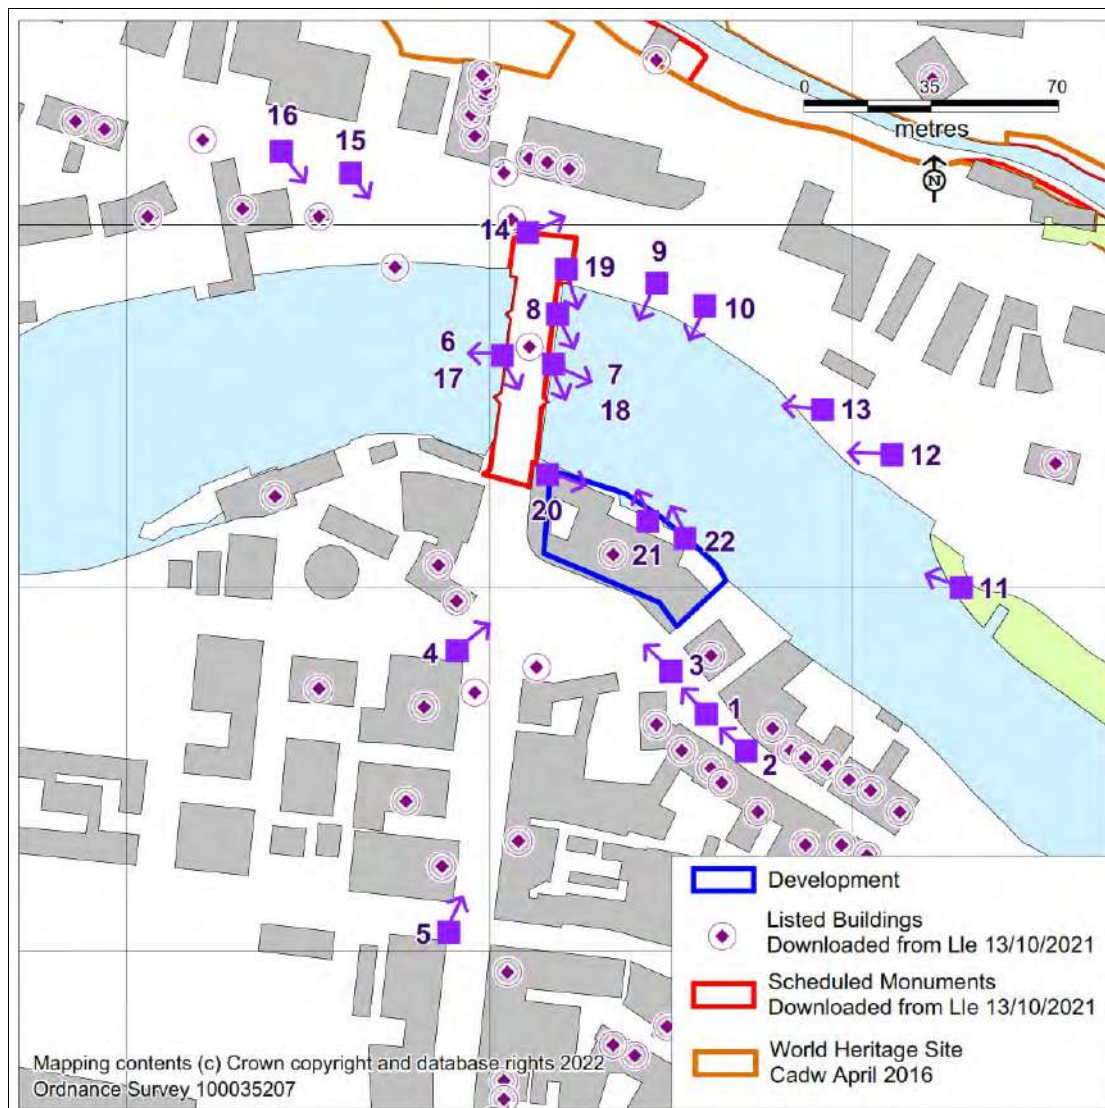 0 35 70
metres
N
16
15
14
19
9
8
10
6
7
17
18
13
12
20
21
22
11
4
3
1
2
5
Development
Listed Buildings
Downloaded from Lle 13/10/2021
Scheduled Monuments
Downloaded from Lle 13/10/2021
World Heritage Site
Cadw April 2016
Mapping contents (c) Crown copyright and database rights 2022
Ordnance Survey 100035207